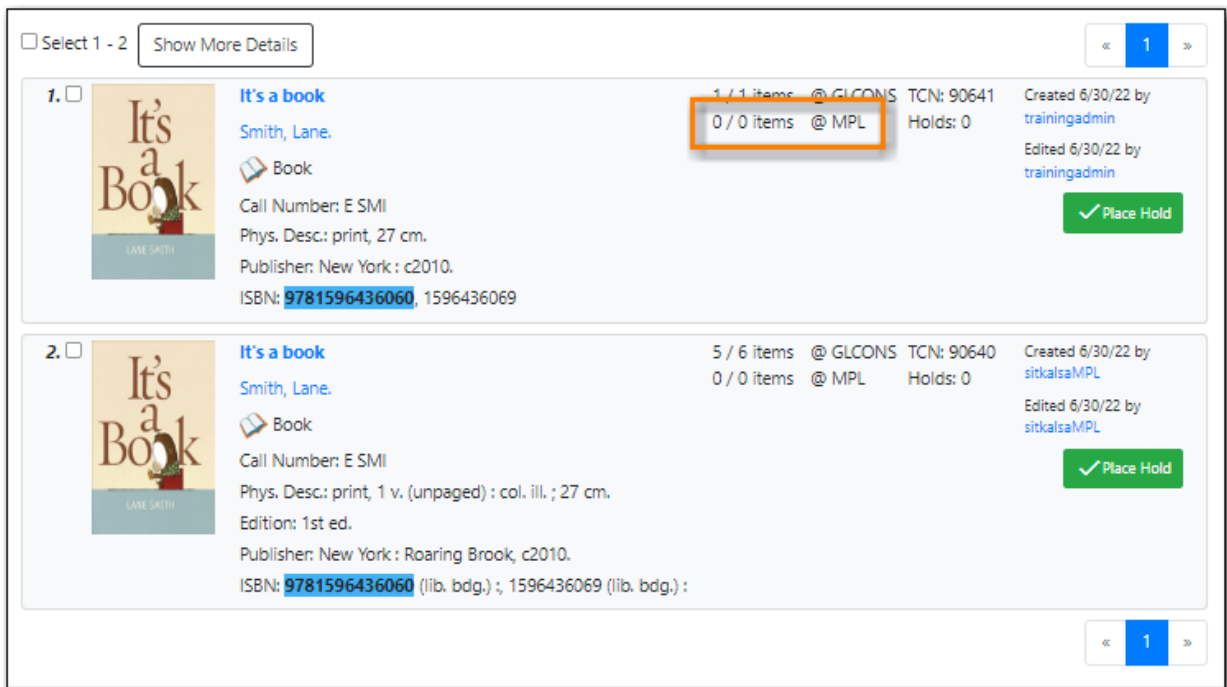 Select 1 - 2 Show More Details « 1 »
1. It's a book 1 / 1 items @ GLCONS TCN: 90641 Created 6/30/22 by
Smith, Lane. 0 / 0 items @ MPL Holds: 0 trainingadmin
Book Edited 6/30/22 by
trainingadmin
Call Number: E SMI Place Hold
Phys. Desc.: print, 27 cm.
Publisher: New York : c2010.
ISBN: 9781596436060, 1596436069
It's
a
Book
LANE SMITH
2. It's a book 5 / 6 items @ GLCONS TCN: 90640 Created 6/30/22 by
Smith, Lane. 0 / 0 items @ MPL Holds: 0 sitkalsaMPL
Book Edited 6/30/22 by
sitkalsaMPL
Call Number: E SMI Place Hold
Phys. Desc.: print, 1 v. (unpaged) : col. ill. ; 27 cm.
Edition: 1st ed.
Publisher: New York : Roaring Brook, c2010.
ISBN: 9781596436060 (lib. bdg.) :, 1596436069 (lib. bdg.) :
It's
a
Book
LANE SMITH
« 1 »